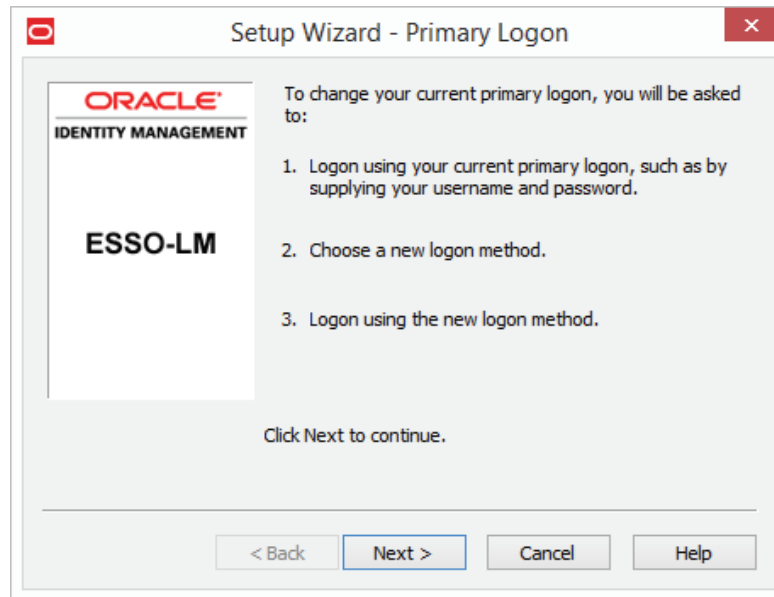 Setup Wizard - Primary Logon
ORACLE
IDENTITY MANAGEMENT
ESSO-LM
To change your current primary logon, you will be asked
to:
1. Logon using your current primary logon, such as by
supplying your username and password.
2. Choose a new logon method.
3. Logon using the new logon method.
Click Next to continue.
< Back
Next >
Cancel
Help